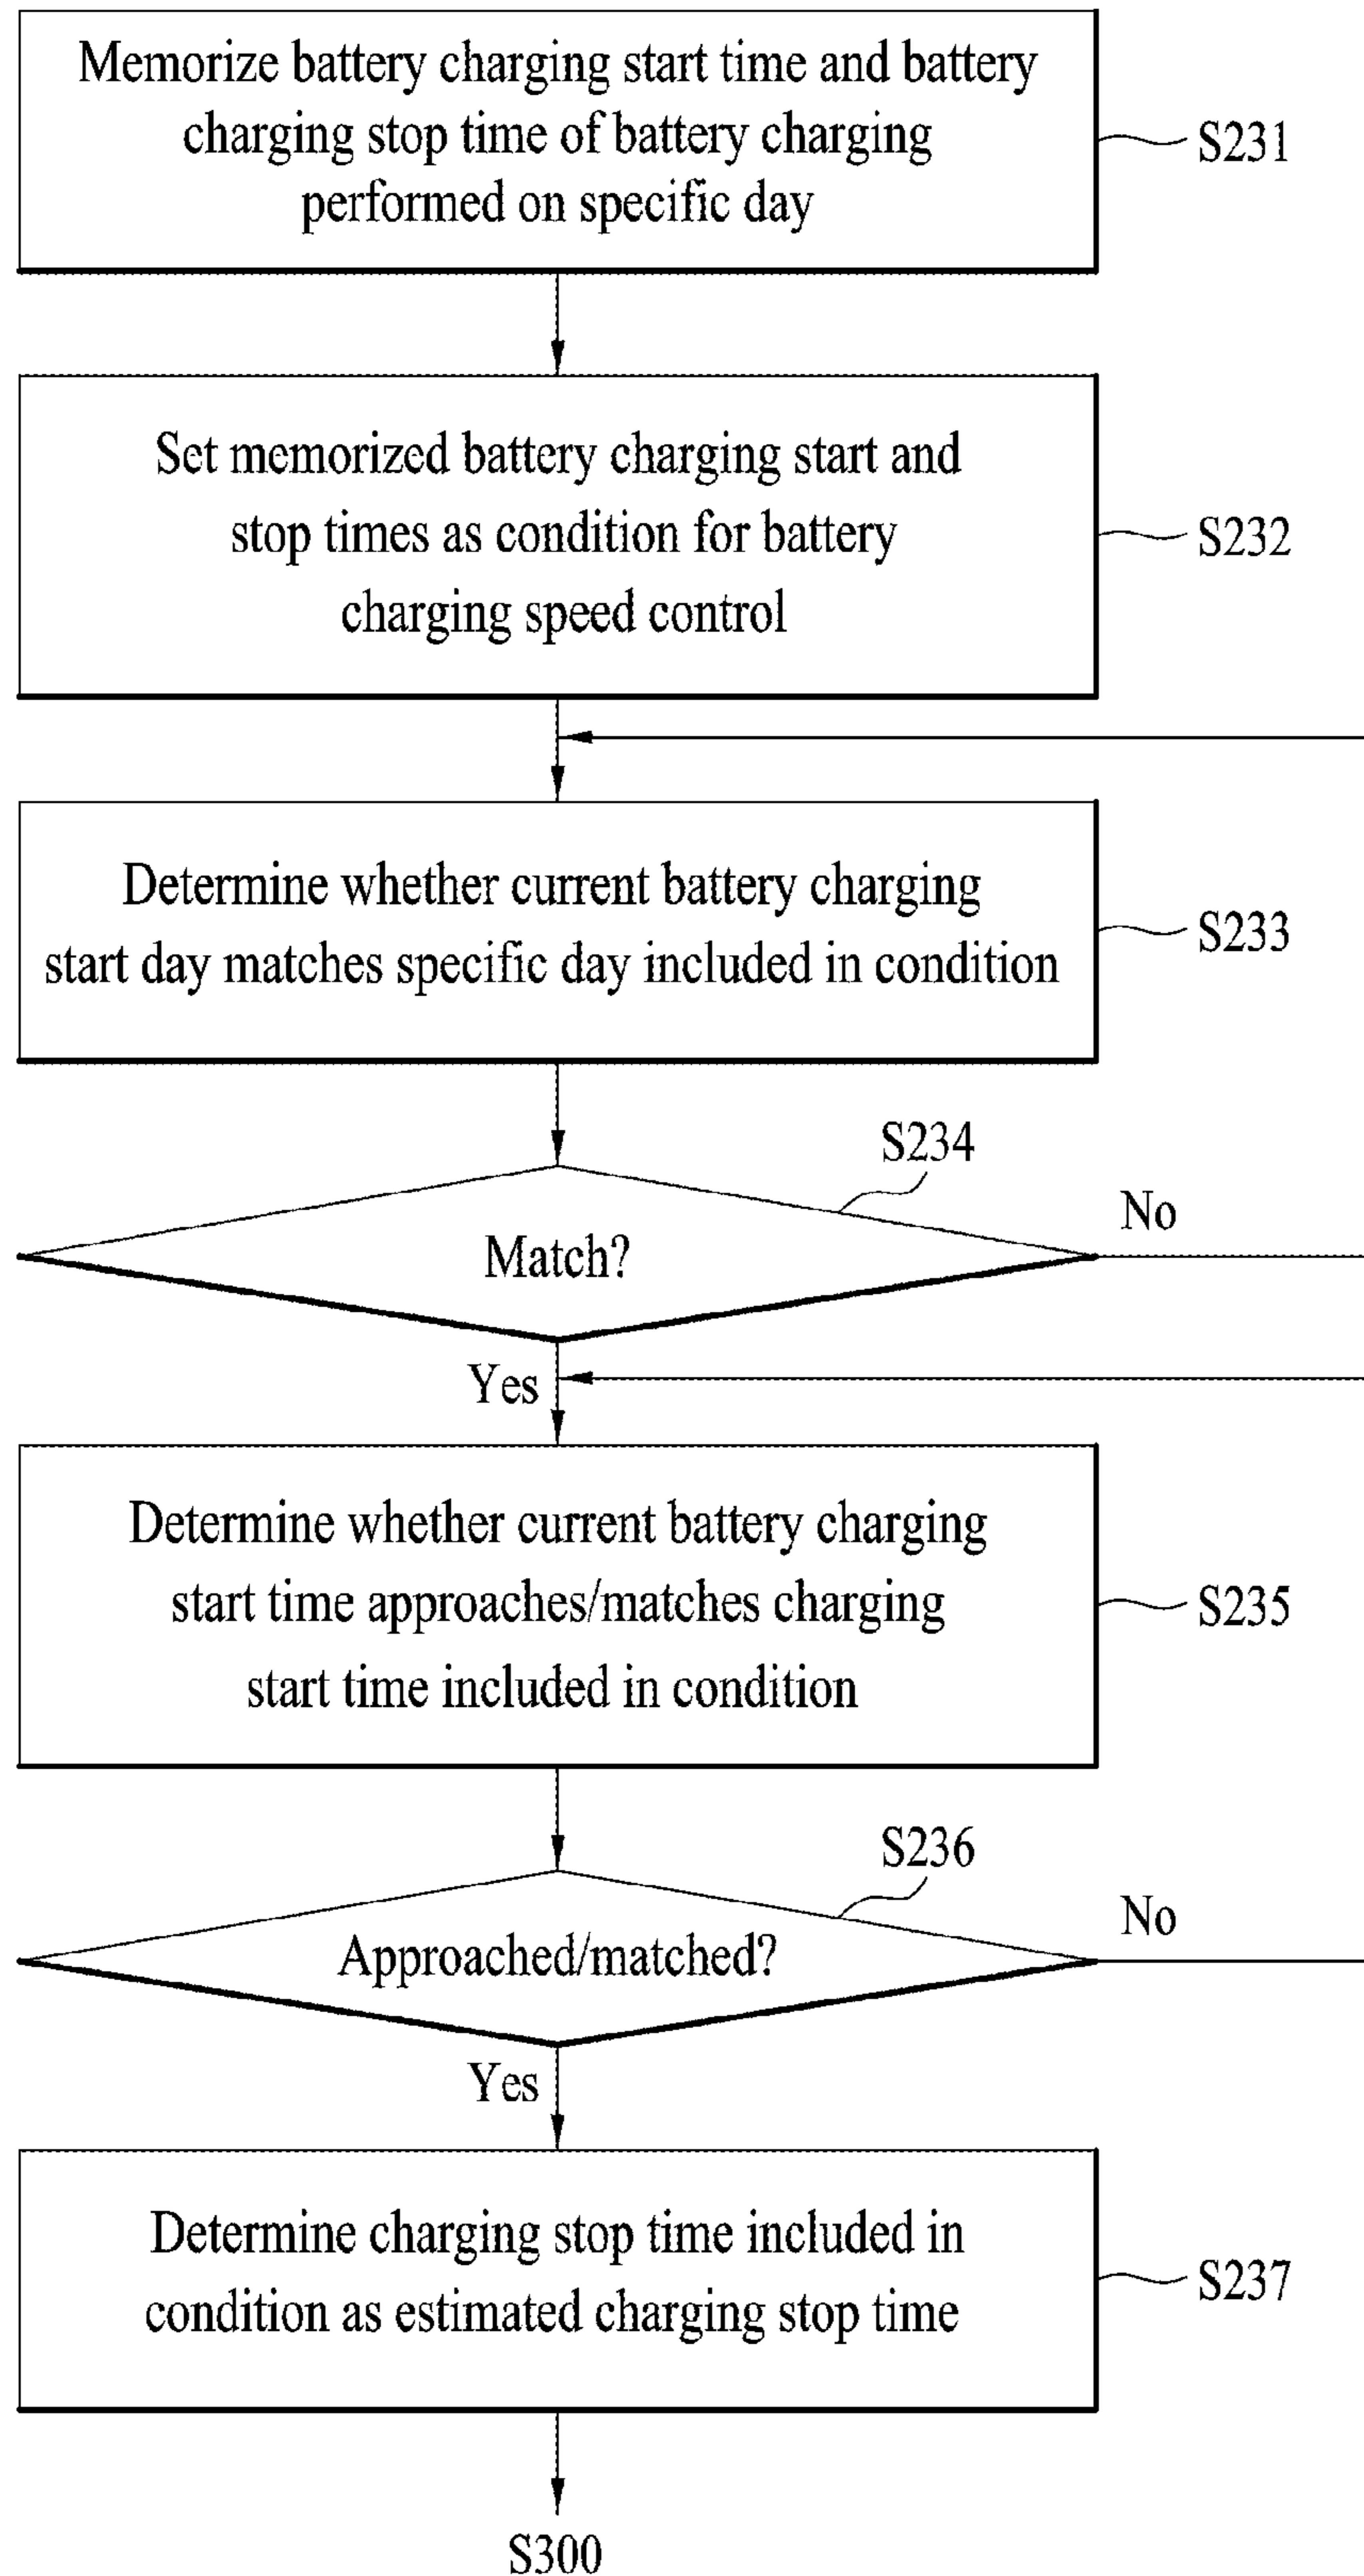 Memorize battery charging start time and battery
charging stop time of battery charging
performed on specific day
S231
Set memorized battery charging start and
stop times as condition for battery
charging speed control
S232
Determine whether current battery charging
start day matches specific day included in condition
S233
S234
Match?
No
Yes
Determine whether current battery charging
start time approaches/matches charging
start time included in condition
S235
S236
Approached/matched?
No
Yes
Determine charging stop time included in
condition as estimated charging stop time
S237
S300